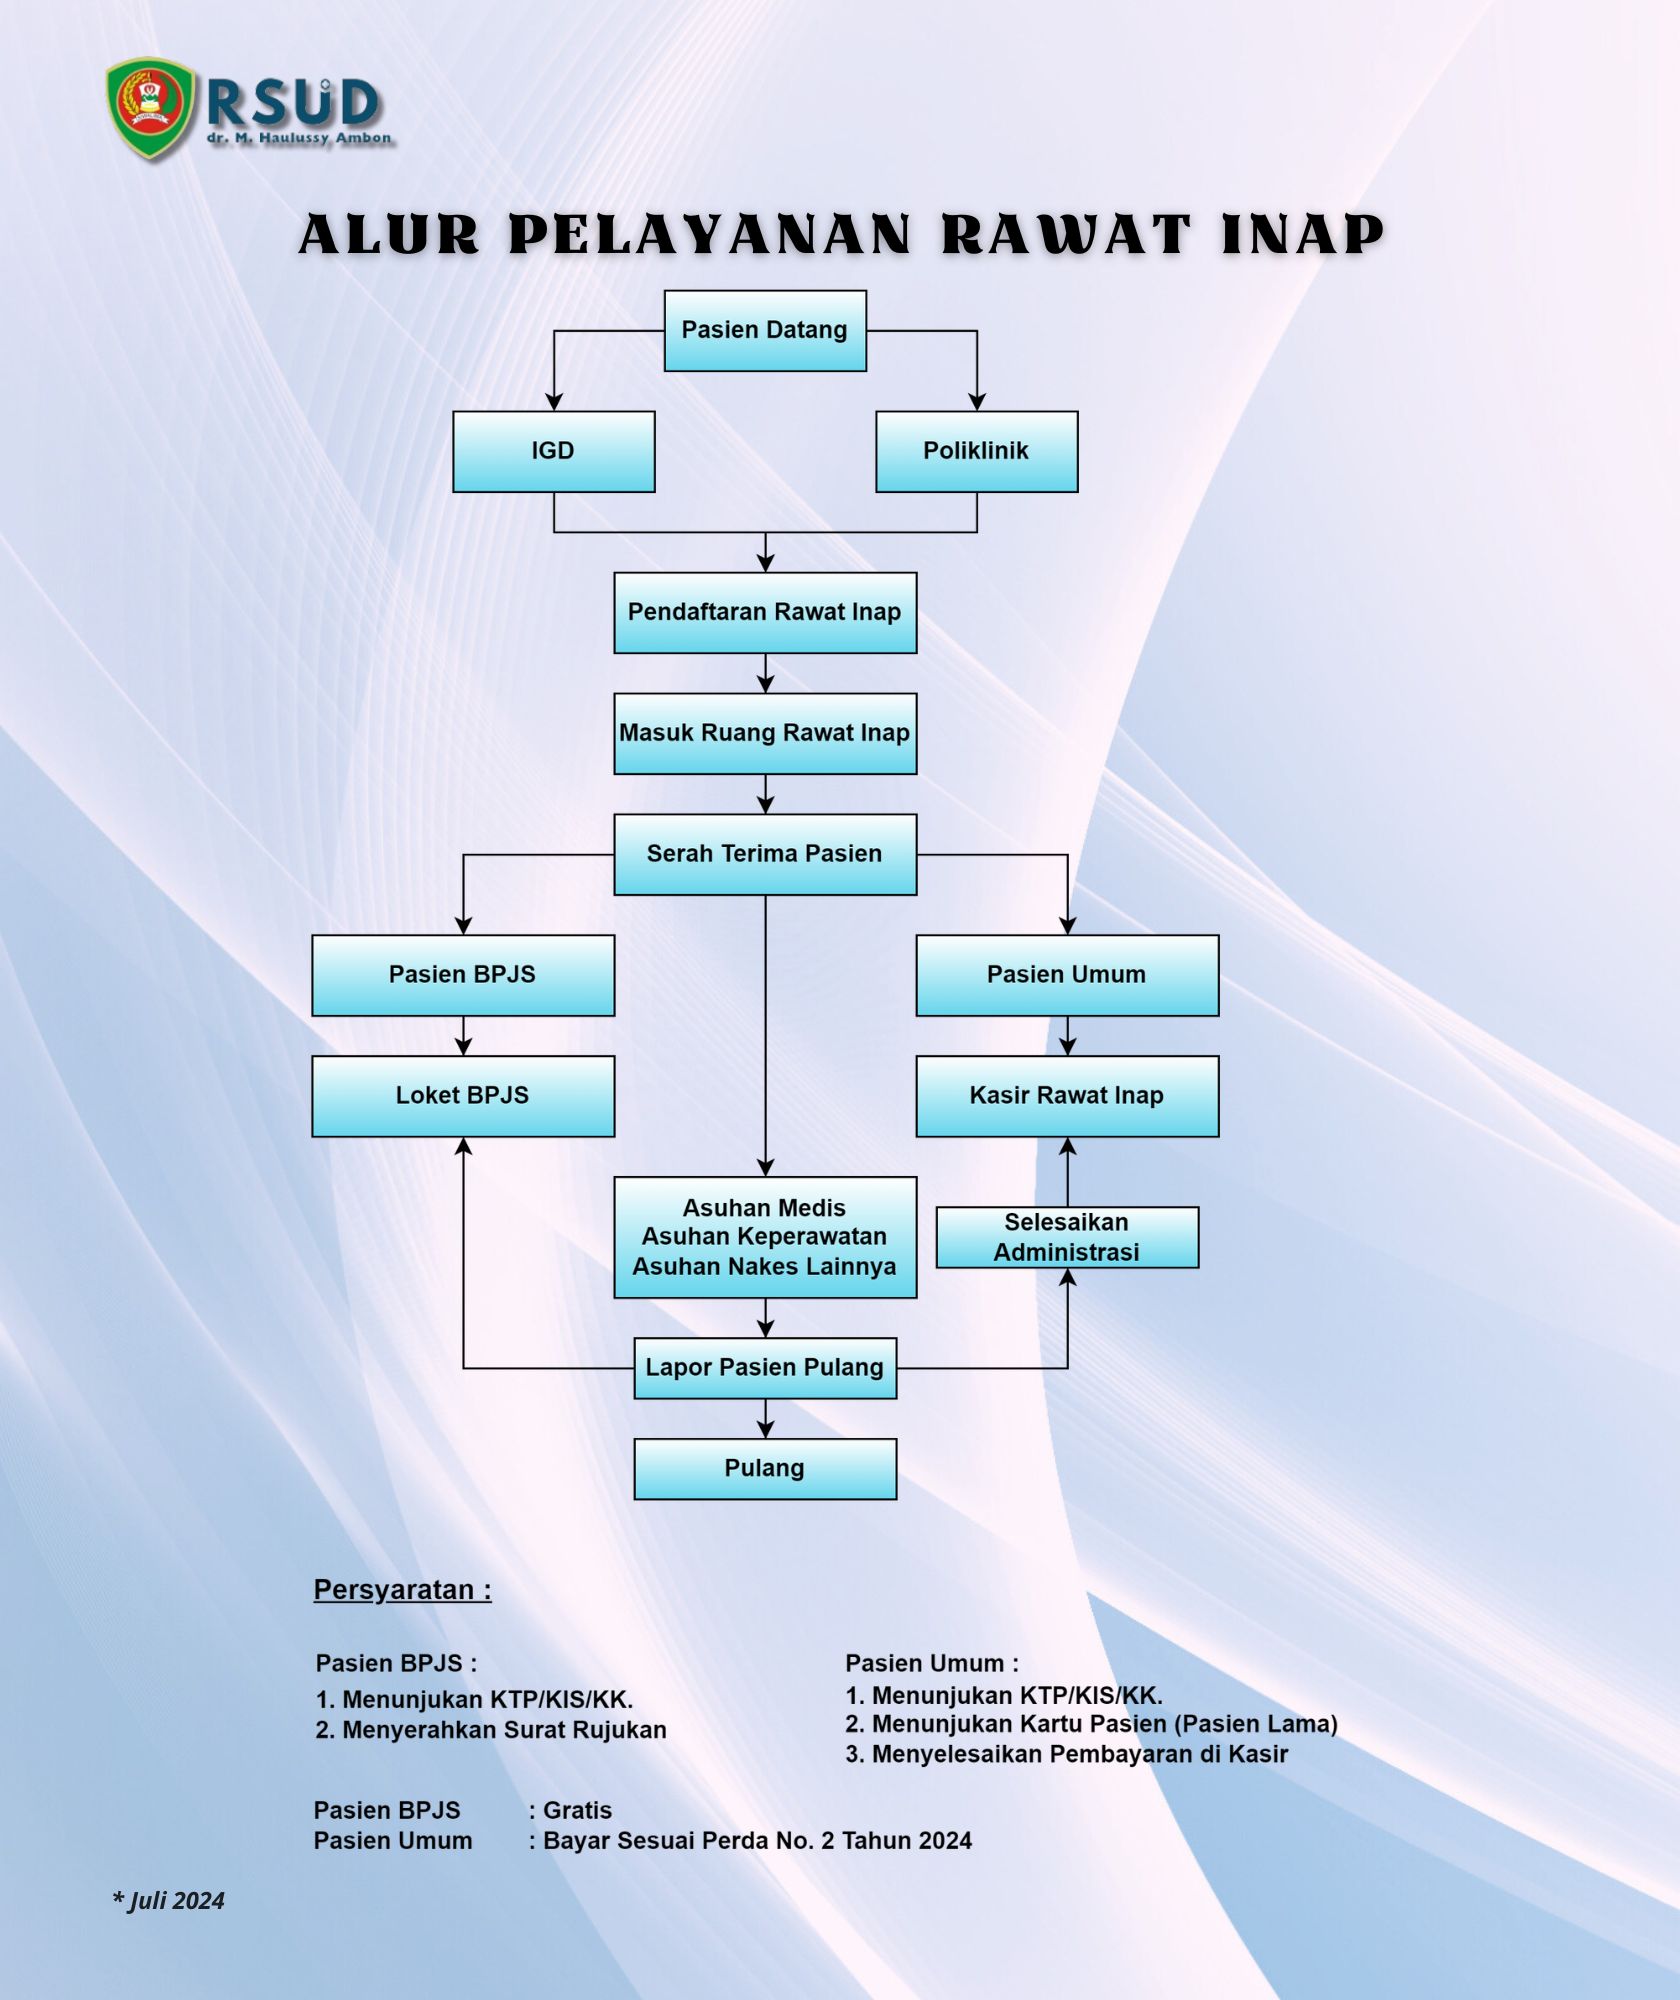 RSUD
dr. M. Haulussy Ambon
ALUR PELAYANAN RAWAT INAP
Pasien Datang
IGD
Poliklinik
Pendaftaran Rawat Inap
Masuk Ruang Rawat Inap
Serah Terima Pasien
Pasien BPJS
Pasien Umum
Loket BPJS
Kasir Rawat Inap
Asuhan Medis
Asuhan Keperawatan
Asuhan Nakes Lainnya
Selesaikan
Administrasi
Lapor Pasien Pulang
Pulang
Persyaratan :
Pasien BPJS :
1. Menunjukan KTP/KIS/KK.
2. Menyerahkan Surat Rujukan
Pasien Umum :
1. Menunjukan KTP/KIS/KK.
2. Menunjukan Kartu Pasien (Pasien Lama)
3. Menyelesaikan Pembayaran di Kasir
Pasien BPJS : Gratis
Pasien Umum : Bayar Sesuai Perda No. 2 Tahun 2024
* Juli 2024